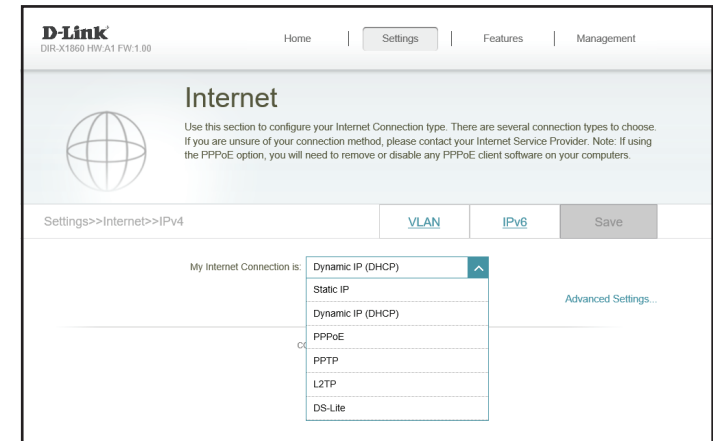 D-Link
DIR-X1860 HW:A1 FW:1.00
Home | Settings | Features | Management
Internet
Use this section to configure your Internet Connection type. There are several connection types to choose.
If you are unsure of your connection method, please contact your Internet Service Provider. Note: If using
the PPPoE option, you will need to remove or disable any PPPoE client software on your computers.
Settings>>Internet>>IPv4
VLAN
IPv6
Save
My Internet Connection is: Dynamic IP (DHCP)
Static IP
Advanced Settings...
Dynamic IP (DHCP)
PPPoE
PPTP
L2TP
DS-Lite